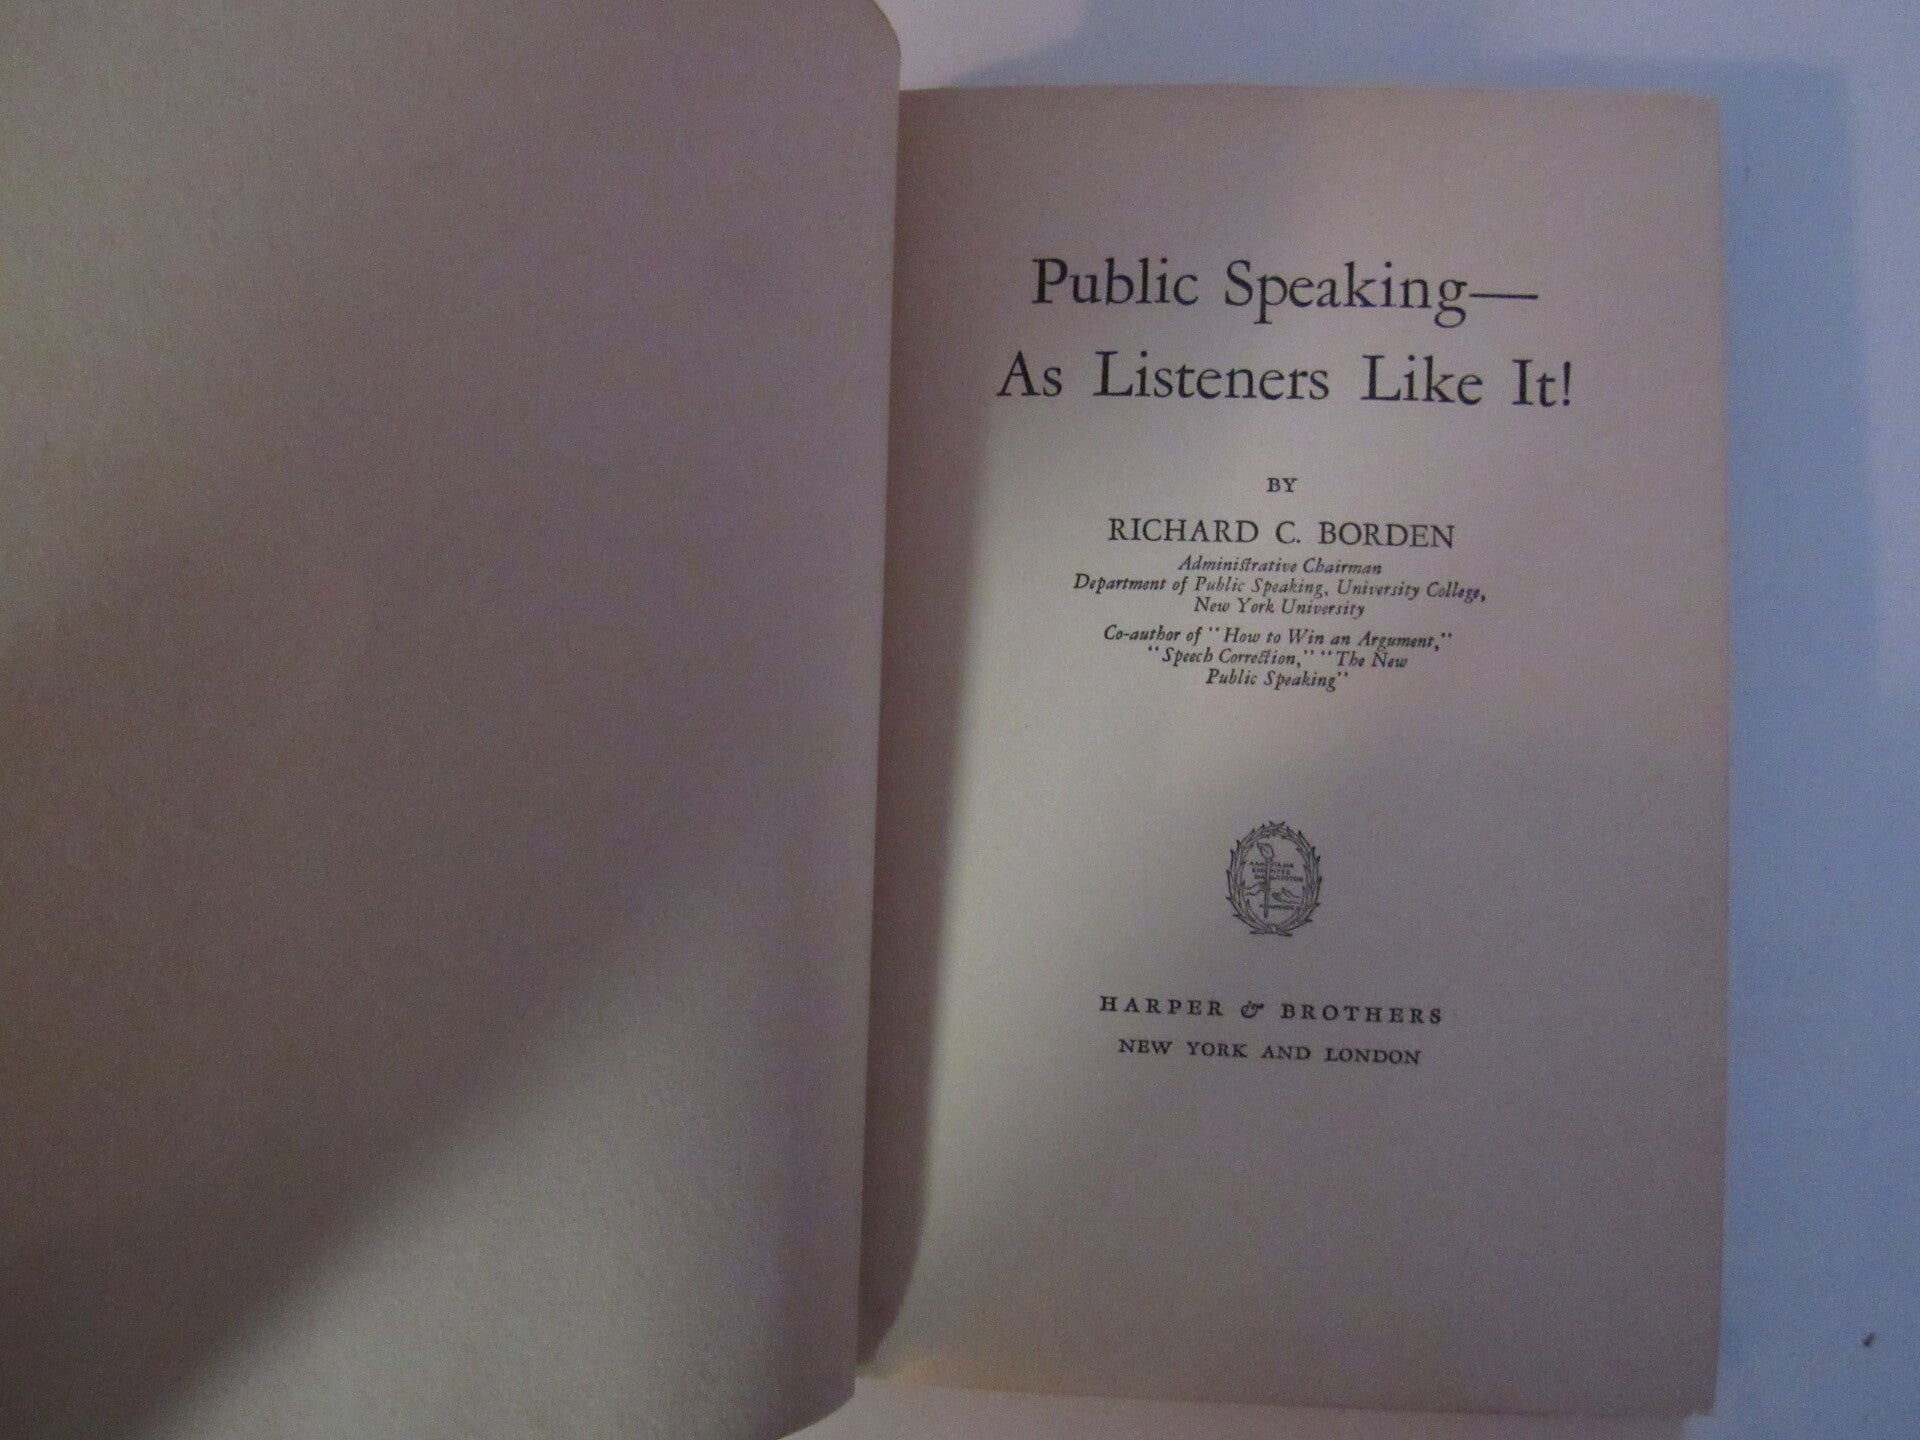 Public Speaking—
As Listeners Like It!
BY
RICHARD C. BORDEN
Administrative Chairman
Department of Public Speaking, University College,
New York University
Co-author of "How to Win an Argument,"
"Speech Correction," "The New
Public Speaking"
HARPER & BROTHERS
NEW YORK AND LONDON